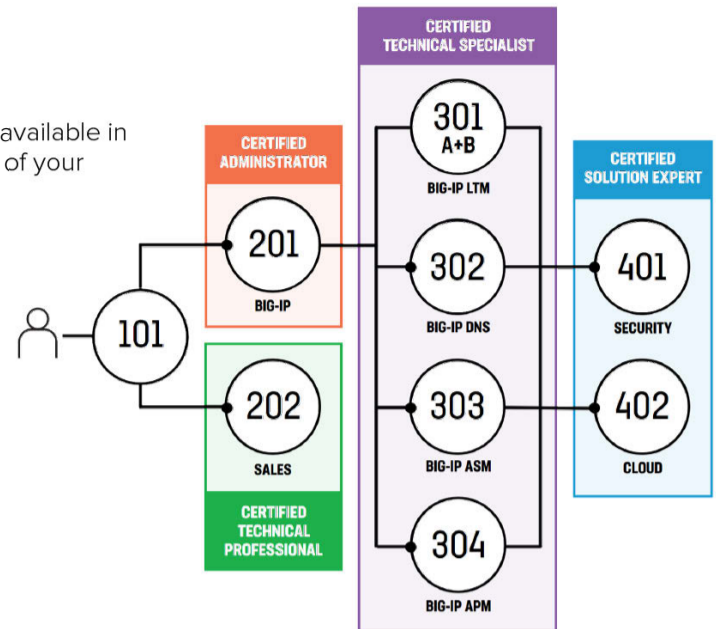 available in
of your
101
CERTIFIED
ADMINISTRATOR
201
BIG-IP
202
SALES
CERTIFIED
TECHNICAL
PROFESSIONAL
CERTIFIED
TECHNICAL SPECIALIST
301
A+B
BIG-IP LTM
302
BIG-IP DNS
303
BIG-IP ASM
304
BIG-IP APM
CERTIFIED
SOLUTION EXPERT
401
SECURITY
402
CLOUD